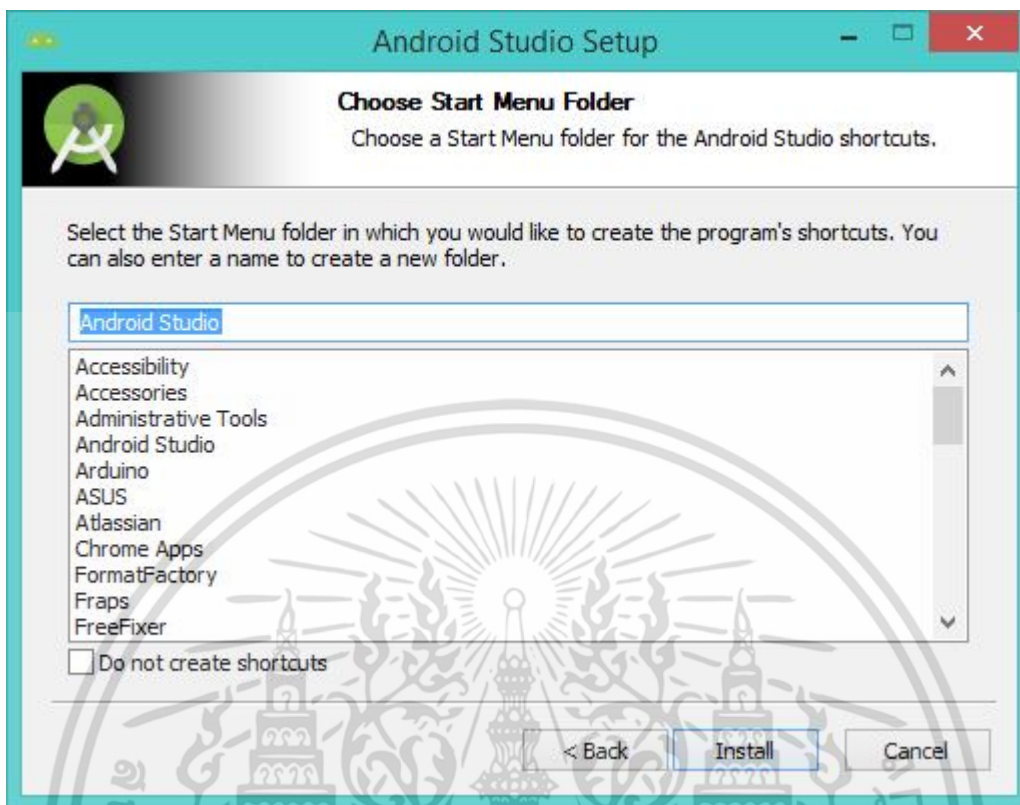 Android Studio Setup
Choose Start Menu Folder
Choose a Start Menu folder for the Android Studio shortcuts.
Select the Start Menu folder in which you would like to create the program's shortcuts. You
can also enter a name to create a new folder.
Android Studio
Accessibility
Accessories
Administrative Tools
Android Studio
Arduino
ASUS
Atlassian
Chrome Apps
FormatFactory
Fraps
FreeFixer
Do not create shortcuts
< Back Install Cancel